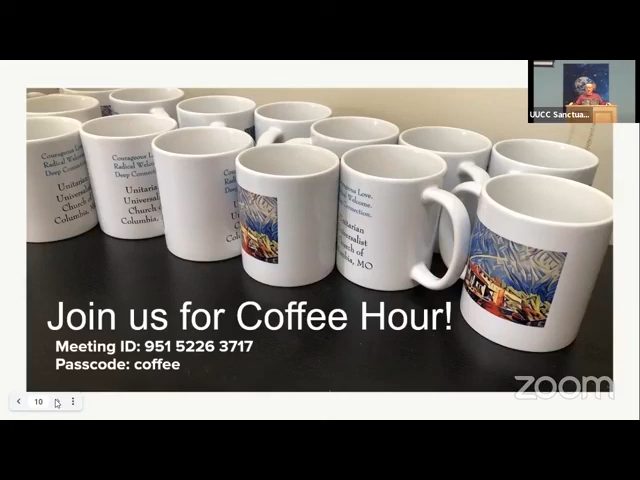 UUCC Sanctua...
Courageous Love.
Radical Welcome.
Deep Connection.
Unitarian
Universalist
Church of
Columbia, MO
Join us for Coffee Hour!
Meeting ID: 951 5226 3717
Passcode: coffee
10
zoom